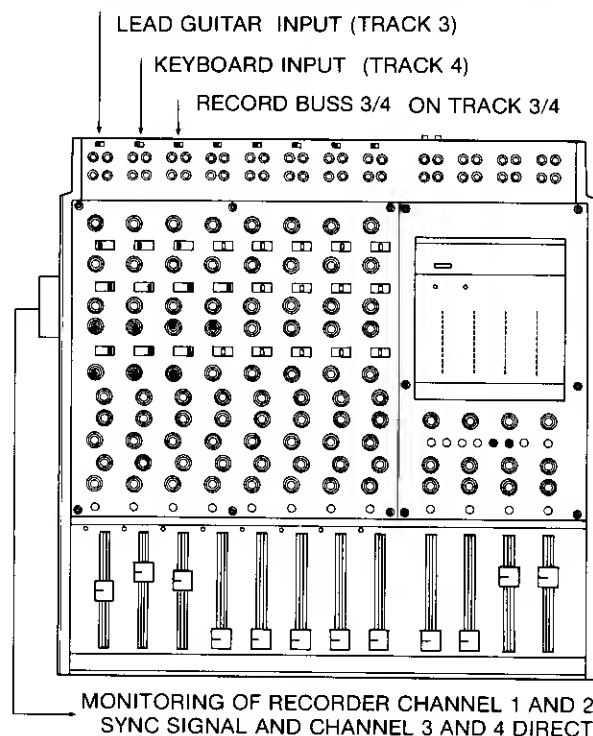 LEAD GUITAR INPUT (TRACK 3)
KEYBOARD INPUT (TRACK 4)
RECORD BUSS 3/4 ON TRACK 3/4
MONITORING OF RECORDER CHANNEL 1 AND 2
SYNC SIGNAL AND CHANNEL 3 AND 4 DIRECT